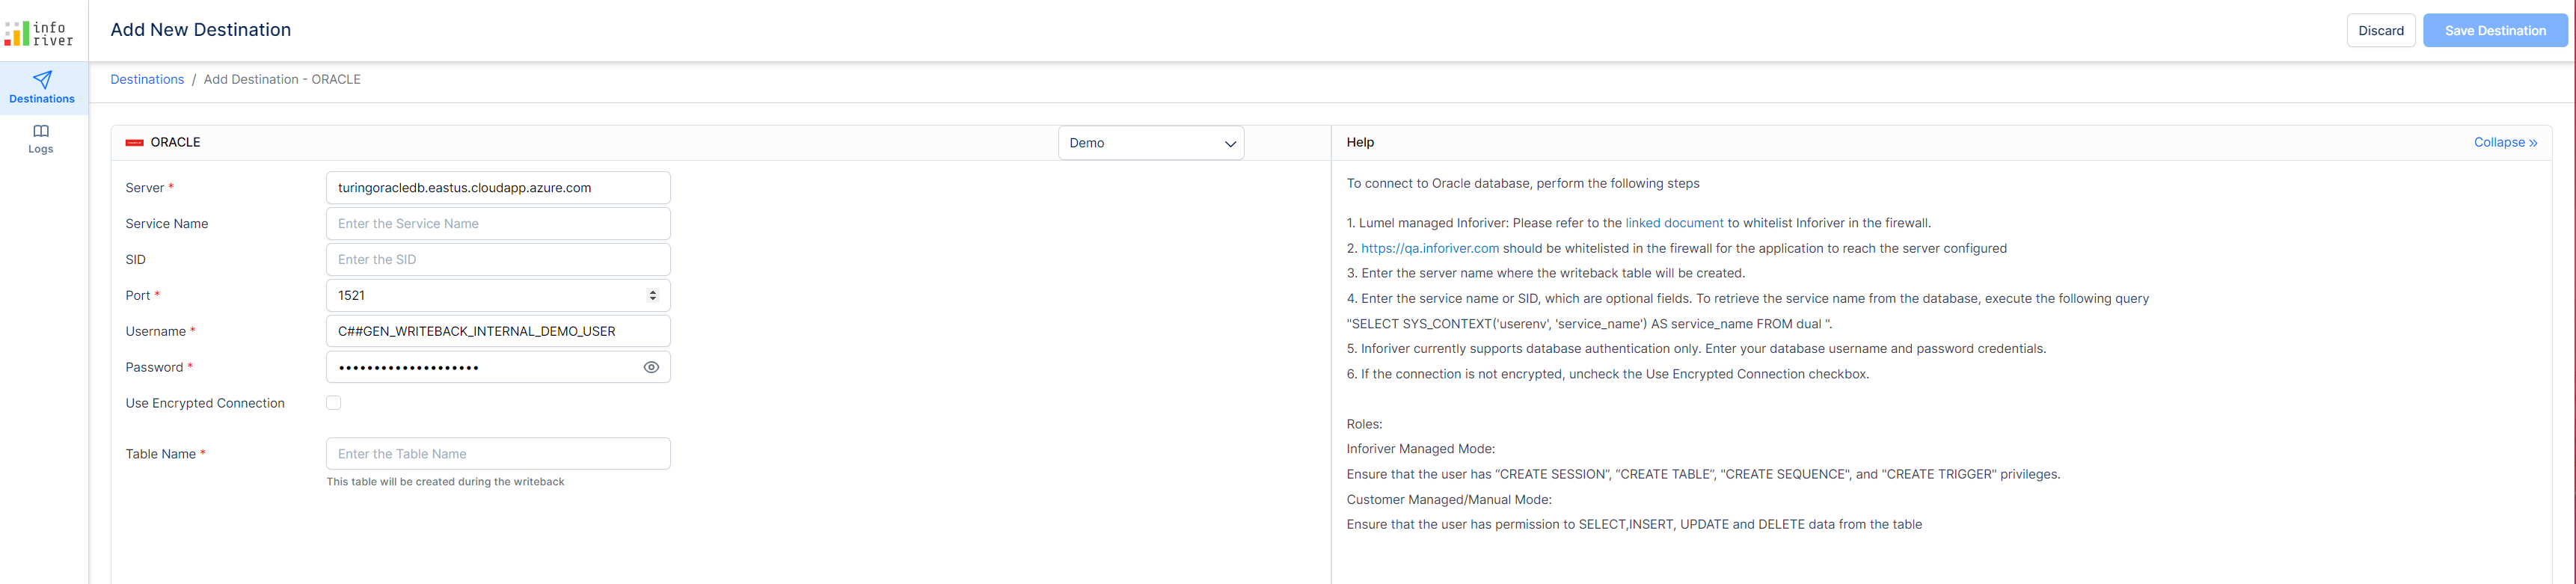 info
river
Add New Destination
Discard
Save Destination
Destinations
Logs
Destinations / Add Destination - ORACLE
ORACLE
Demo
Server *
turingoracledb.eastus.cloudapp.azure.com
Service Name
Enter the Service Name
SID
Enter the SID
Port *
1521
Username *
C##GEN_WRITEBACK_INTERNAL_DEMO_USER
Password *
••••••••••••••••••••
Use Encrypted Connection
Table Name *
Enter the Table Name
This table will be created during the writeback
Help
Collapse »
To connect to Oracle database, perform the following steps
1. Lumel managed Inforiver: Please refer to the linked document to whitelist Inforiver in the firewall.
2. https://qa.inforiver.com should be whitelisted in the firewall for the application to reach the server configured
3. Enter the server name where the writeback table will be created.
4. Enter the service name or SID, which are optional fields. To retrieve the service name from the database, execute the following query
"SELECT SYS_CONTEXT('userenv', 'service_name') AS service_name FROM dual ".
5. Inforiver currently supports database authentication only. Enter your database username and password credentials.
6. If the connection is not encrypted, uncheck the Use Encrypted Connection checkbox.
Roles:
Inforiver Managed Mode:
Ensure that the user has “CREATE SESSION”, “CREATE TABLE”, "CREATE SEQUENCE", and "CREATE TRIGGER" privileges.
Customer Managed/Manual Mode:
Ensure that the user has permission to SELECT,INSERT, UPDATE and DELETE data from the table